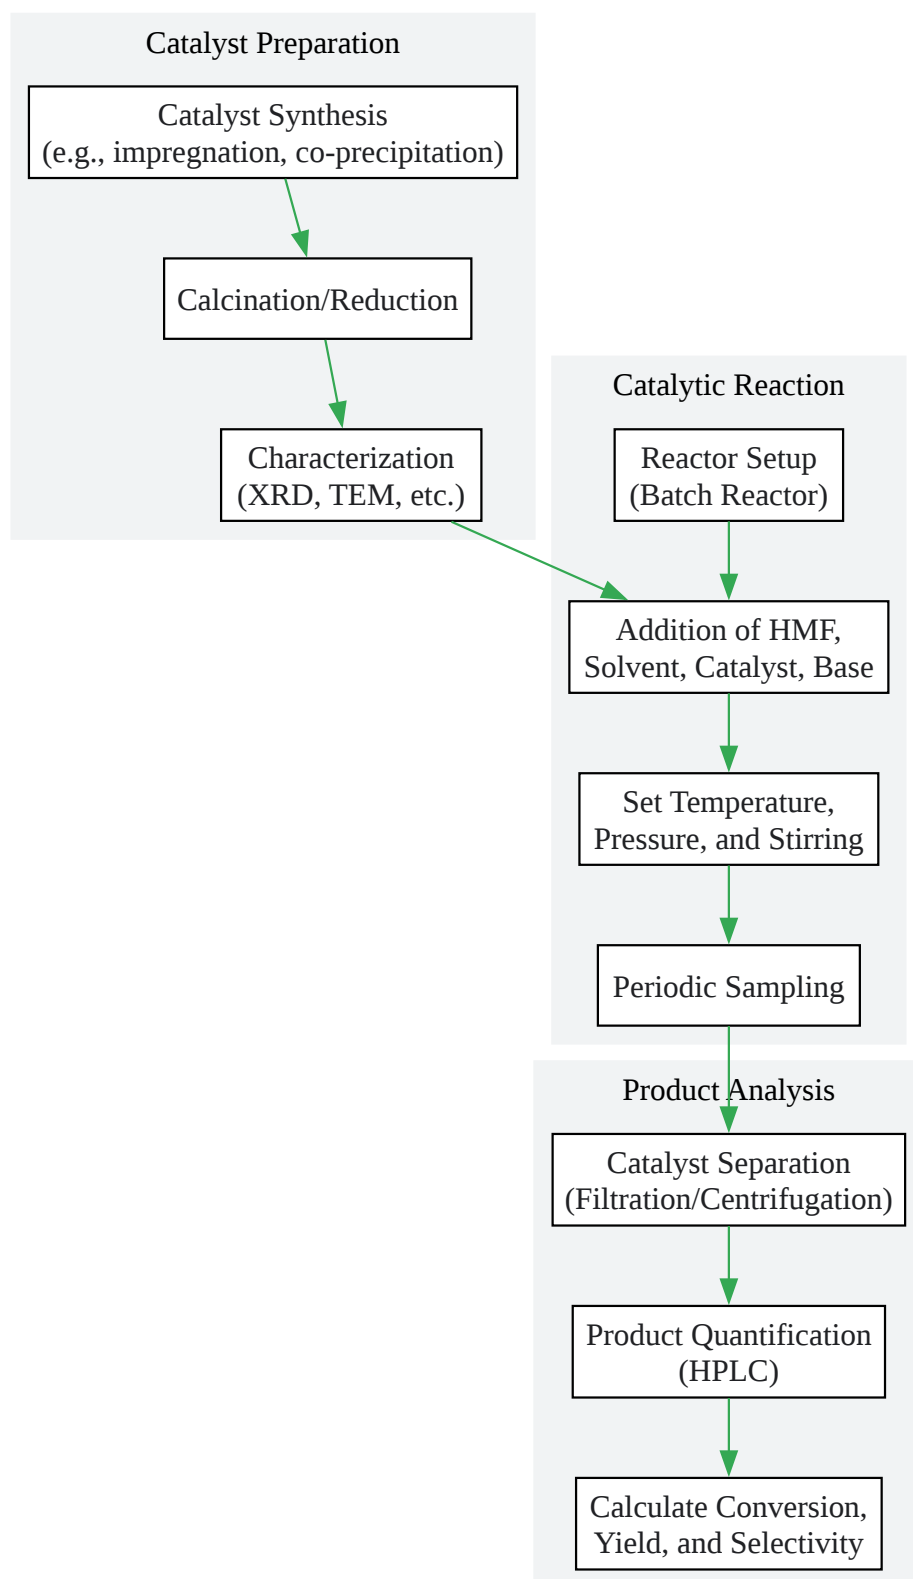 Catalyst Preparation
Catalyst Synthesis
(e.g., impregnation, co-precipitation)
Calcination/Reduction
Characterization
(XRD, TEM, etc.)
Catalytic Reaction
Reactor Setup
(Batch Reactor)
Addition of HMF,
Solvent, Catalyst, Base
Set Temperature,
Pressure, and Stirring
Periodic Sampling
Product Analysis
Catalyst Separation
(Filtration/Centrifugation)
Product Quantification
(HPLC)
Calculate Conversion,
Yield, and Selectivity